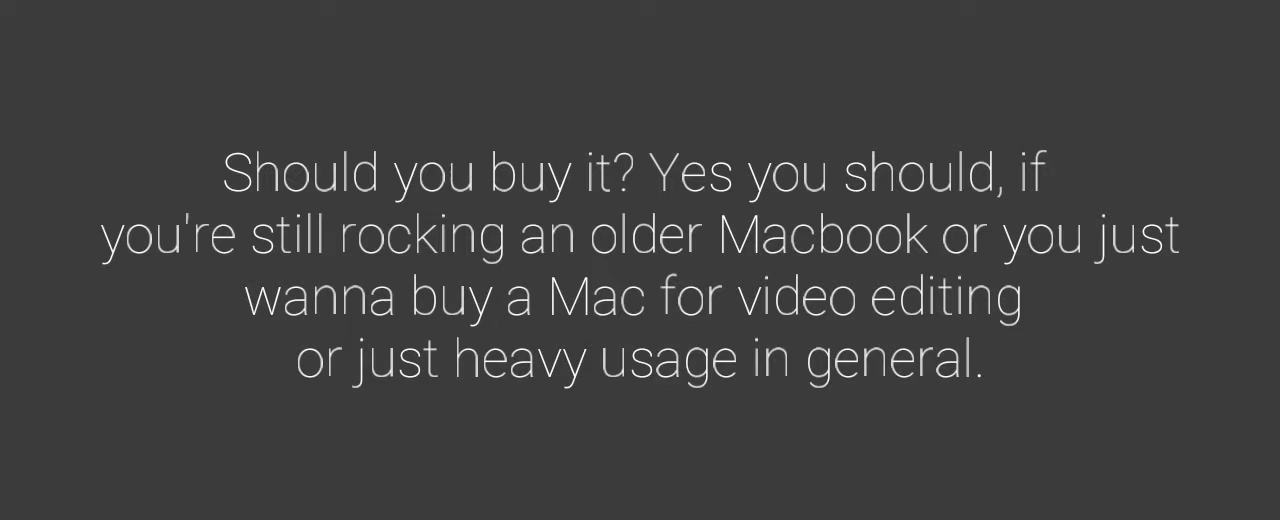 Should you buy it? Yes you should, if
you're still rocking an older Macbook or you just
wanna buy a Mac for video editing
or just heavy usage in general.